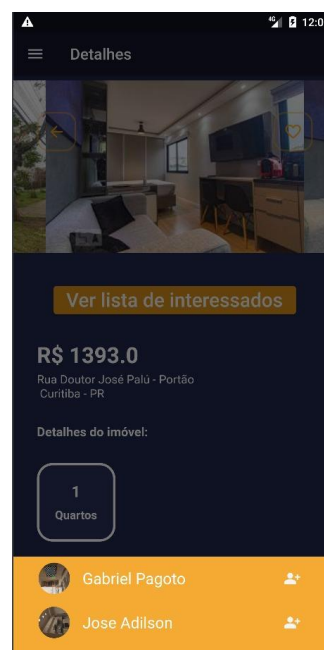 4G 12:0
Detalhes
Ver lista de interessados
R$ 1393.0
Rua Doutor José Palú - Portão
Curitiba - PR
Detalhes do imóvel:
1
Quartos
Gabriel Pagoto
Jose Adilson